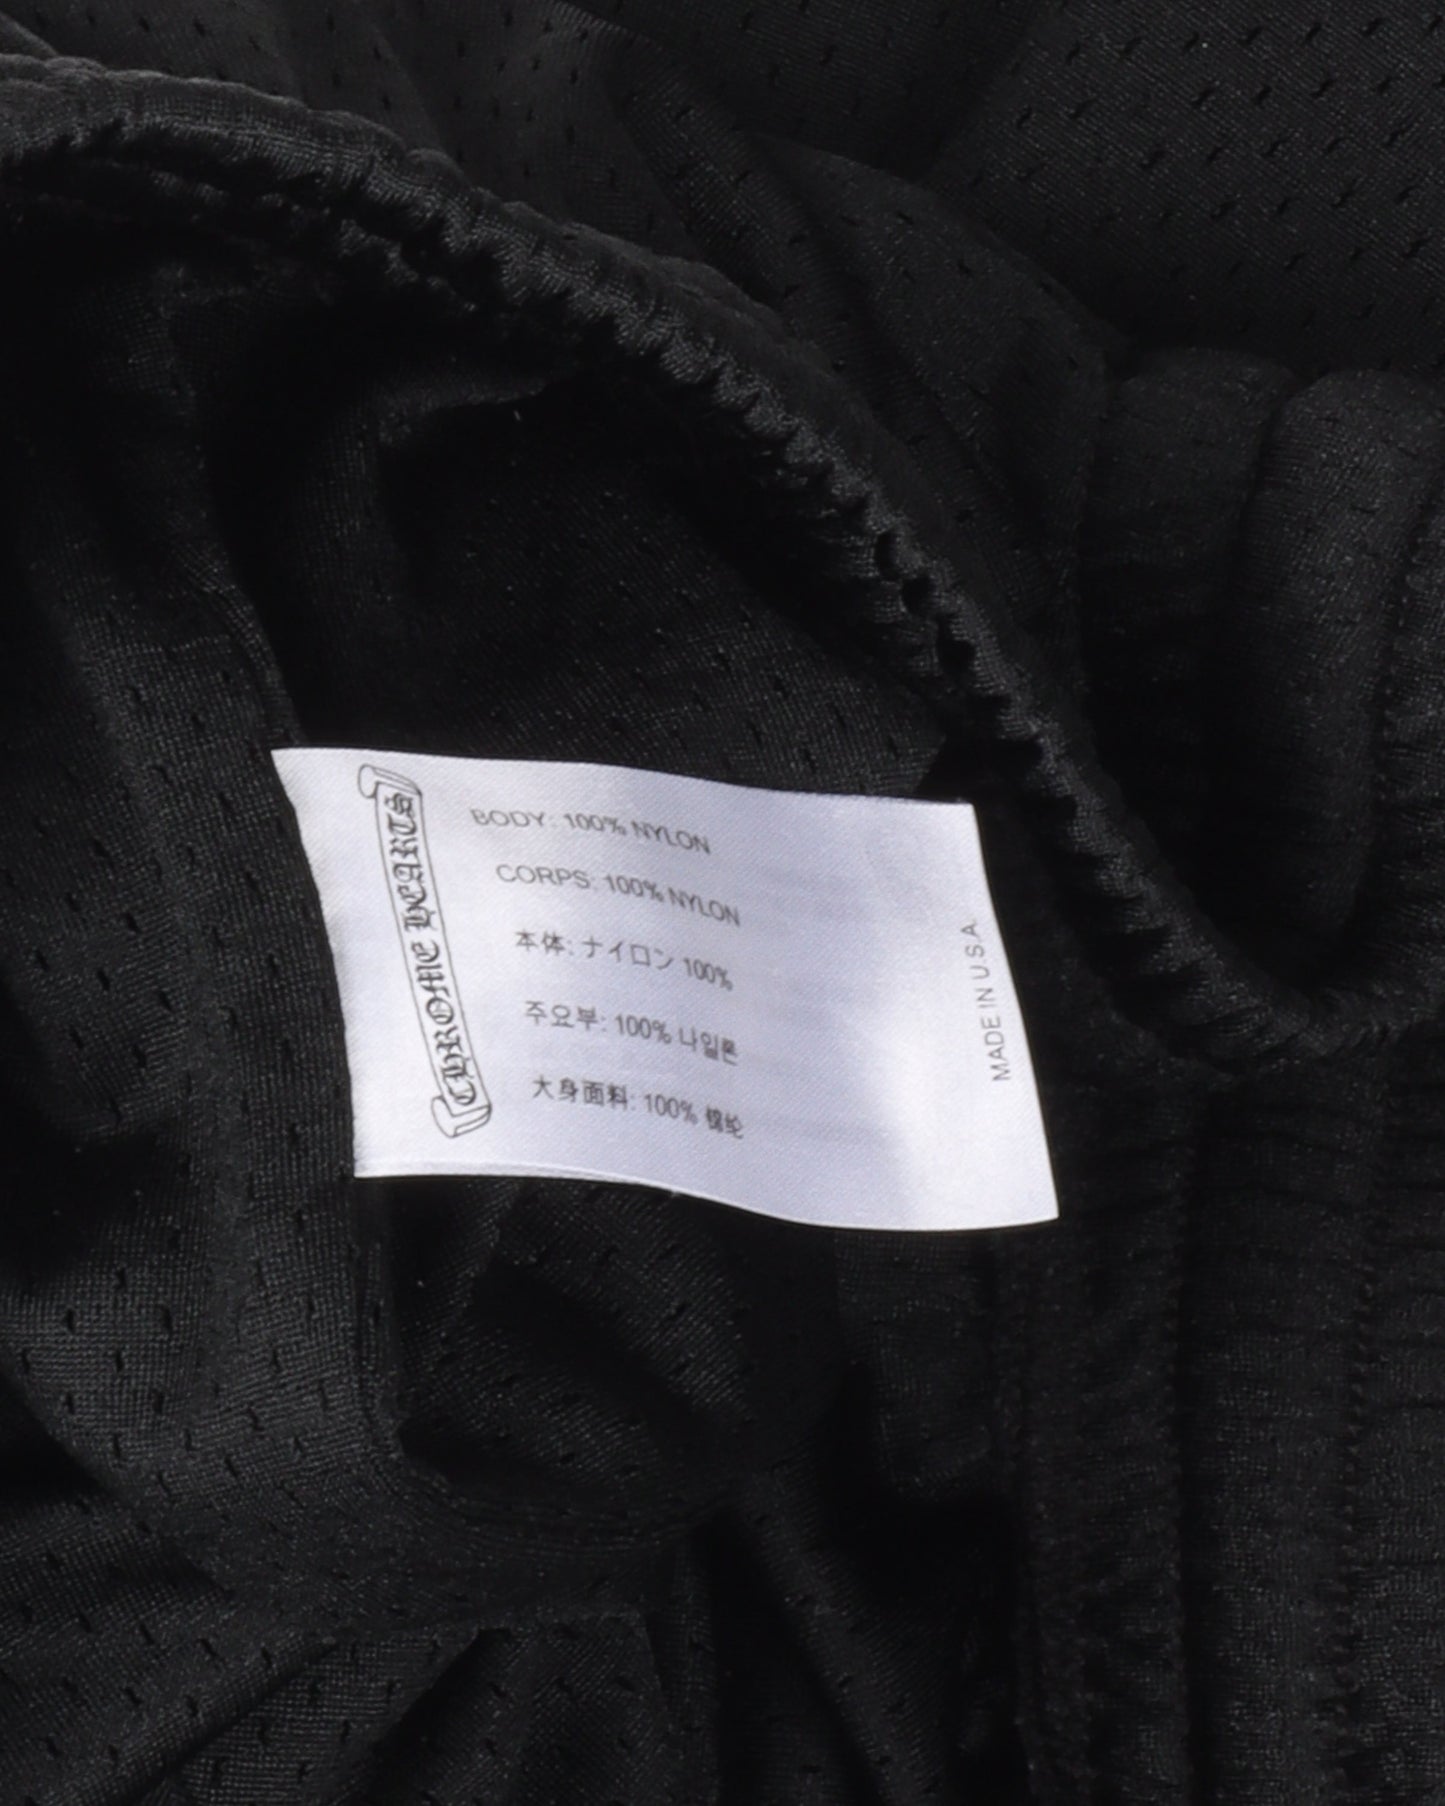 CHROME HEARTS
BODY: 100% NYLON
CORPS: 100% NYLON
本体: ナイロン 100%
주요부: 100% 나일론
大身面料: 100% 锦纶
MADE IN U.S.A.